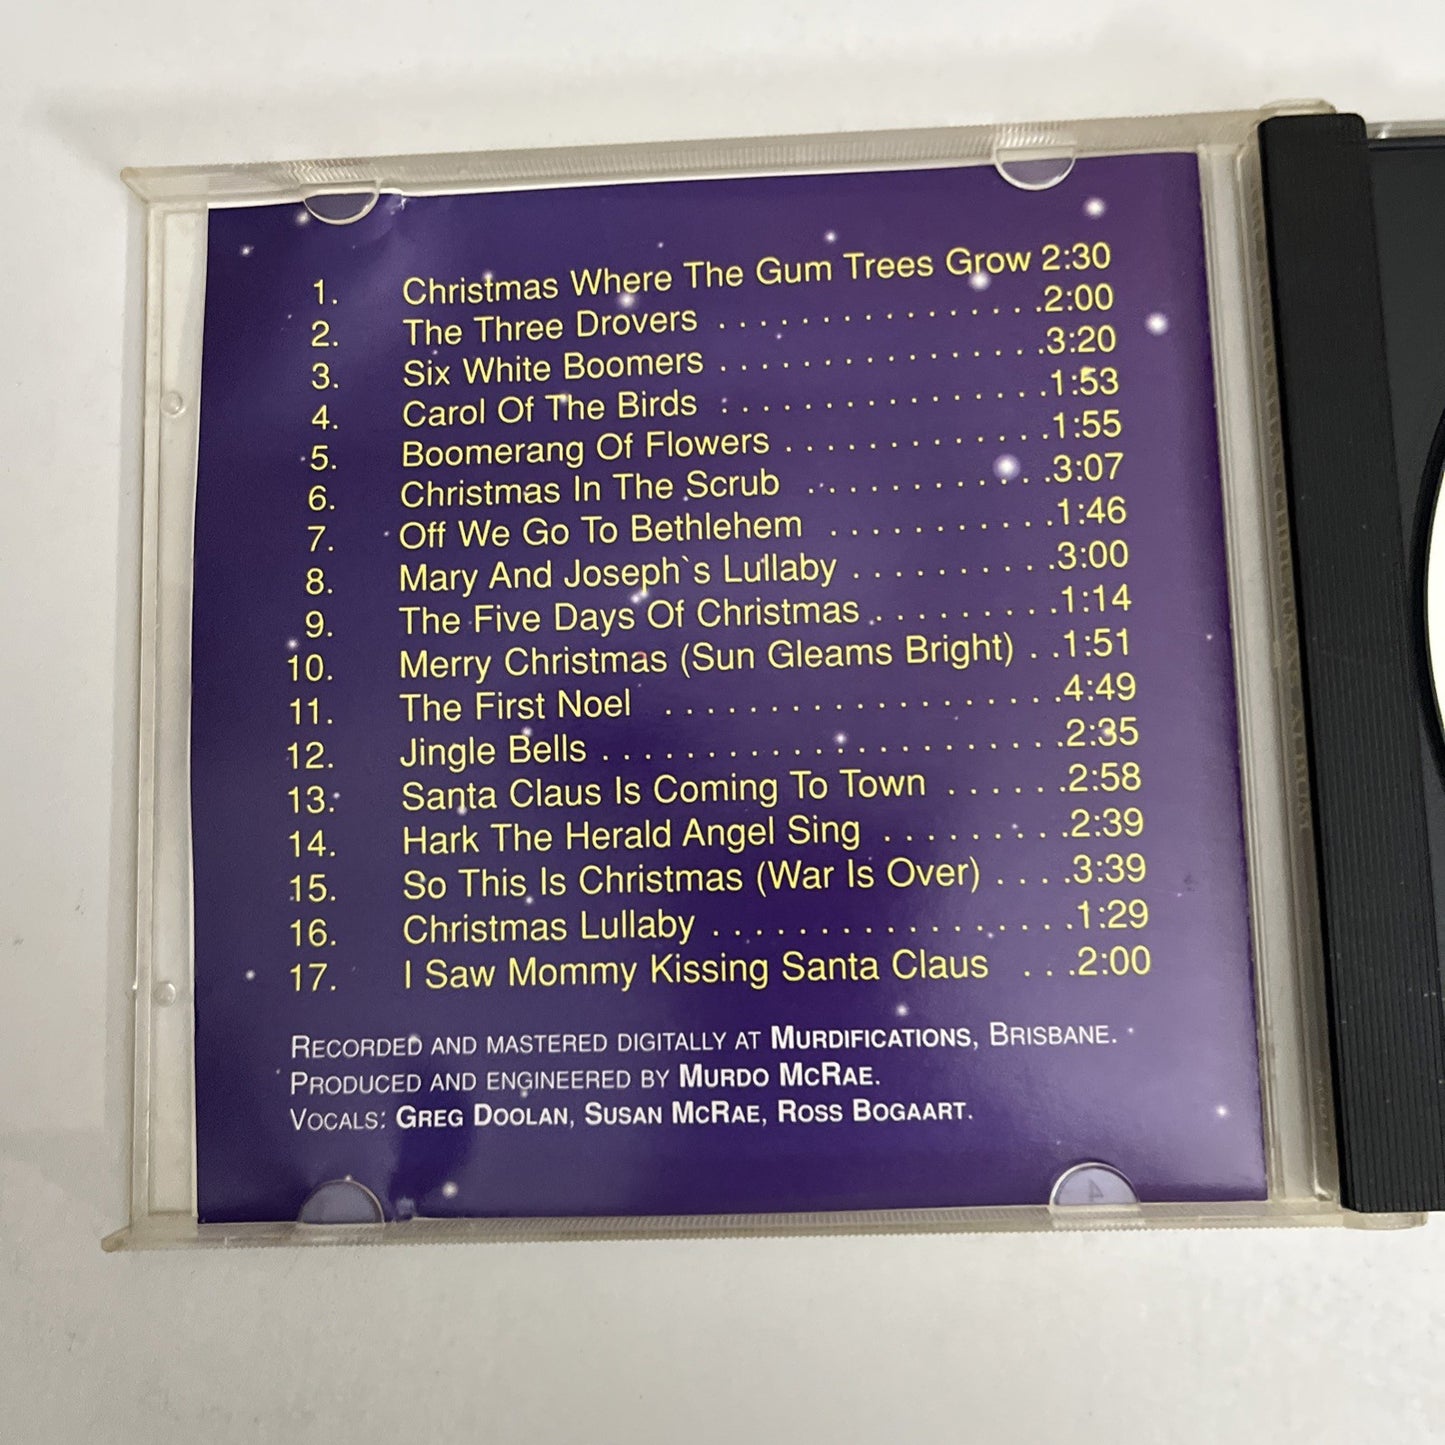 1. Christmas Where The Gum Trees Grow 2:30
2. The Three Drovers . . . . . . . . . . . . . . . .2:00
3. Six White Boomers . . . . . . . . . . . . . . . .3:20
4. Carol Of The Birds . . . . . . . . . . . . . . . .1:53
5. Boomerang Of Flowers . . . . . . . . . . . . .1:55
6. Christmas In The Scrub . . . . . . . . . . . .3:07
7. Off We Go To Bethlehem . . . . . . . . . . .1:46
8. Mary And Joseph`s Lullaby . . . . . . . . . .3:00
9. The Five Days Of Christmas . . . . . . . . .1:14
10. Merry Christmas (Sun Gleams Bright) . .1:51
11. The First Noel . . . . . . . . . . . . . . . . . . .4:49
12. Jingle Bells . . . . . . . . . . . . . . . . . . . . . .2:35
13. Santa Claus Is Coming To Town . . . . . .2:58
14. Hark The Herald Angel Sing . . . . . . . . .2:39
15. So This Is Christmas (War Is Over) . . . .3:39
16. Christmas Lullaby . . . . . . . . . . . . . . . . .1:29
17. I Saw Mommy Kissing Santa Claus . . .2:00
RECORDED AND MASTERED DIGITALLY AT MURDIFICATIONS, BRISBANE.
PRODUCED AND ENGINEERED BY MURDO MCRAE.
VOCALS: GREG DOOLAN, SUSAN MCRAE, ROSS BOGAART.